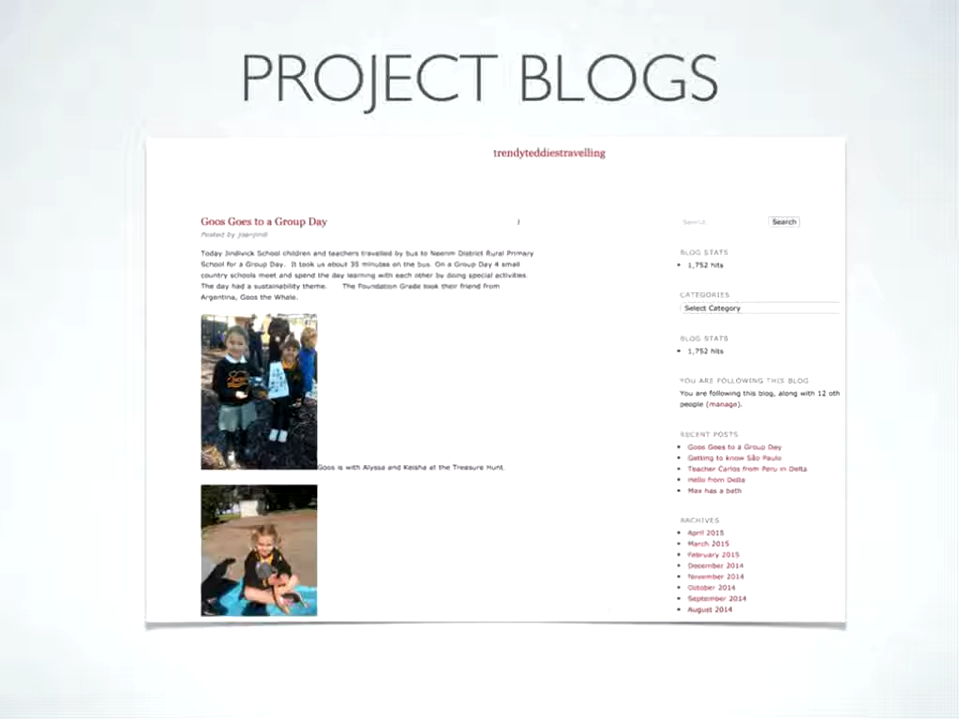 PROJECT BLOGS
trendyteddiestravelling
Goos Goes to a Group Day
Posted by joanjindi
Today Jindivick School children and teachers travelled by bus to Neerim District Rural Primary
School for a Group Day. It took us about 35 minutes on the bus. On a Group Day 4 small
country schools meet and spend the day learning with each other by doing special activities.
The day had a sustainability theme. The Foundation Grade took their friend from
Argentina, Goos the Whale.
Goos is with Alyssa and Keisha at the Treasure Hunt.
Search
BLOG STATS
1,752 hits
CATEGORIES
Select Category
BLOG STATS
1,752 hits
YOU ARE FOLLOWING THIS BLOG
You are following this blog, along with 12 oth
people (manage).
RECENT POSTS
Goos Goes to a Group Day
Getting to know São Paulo
Teacher Carlos from Peru in Delta
Hello from Delta
Max has a bath
ARCHIVES
April 2015
March 2015
February 2015
December 2014
November 2014
October 2014
September 2014
August 2014